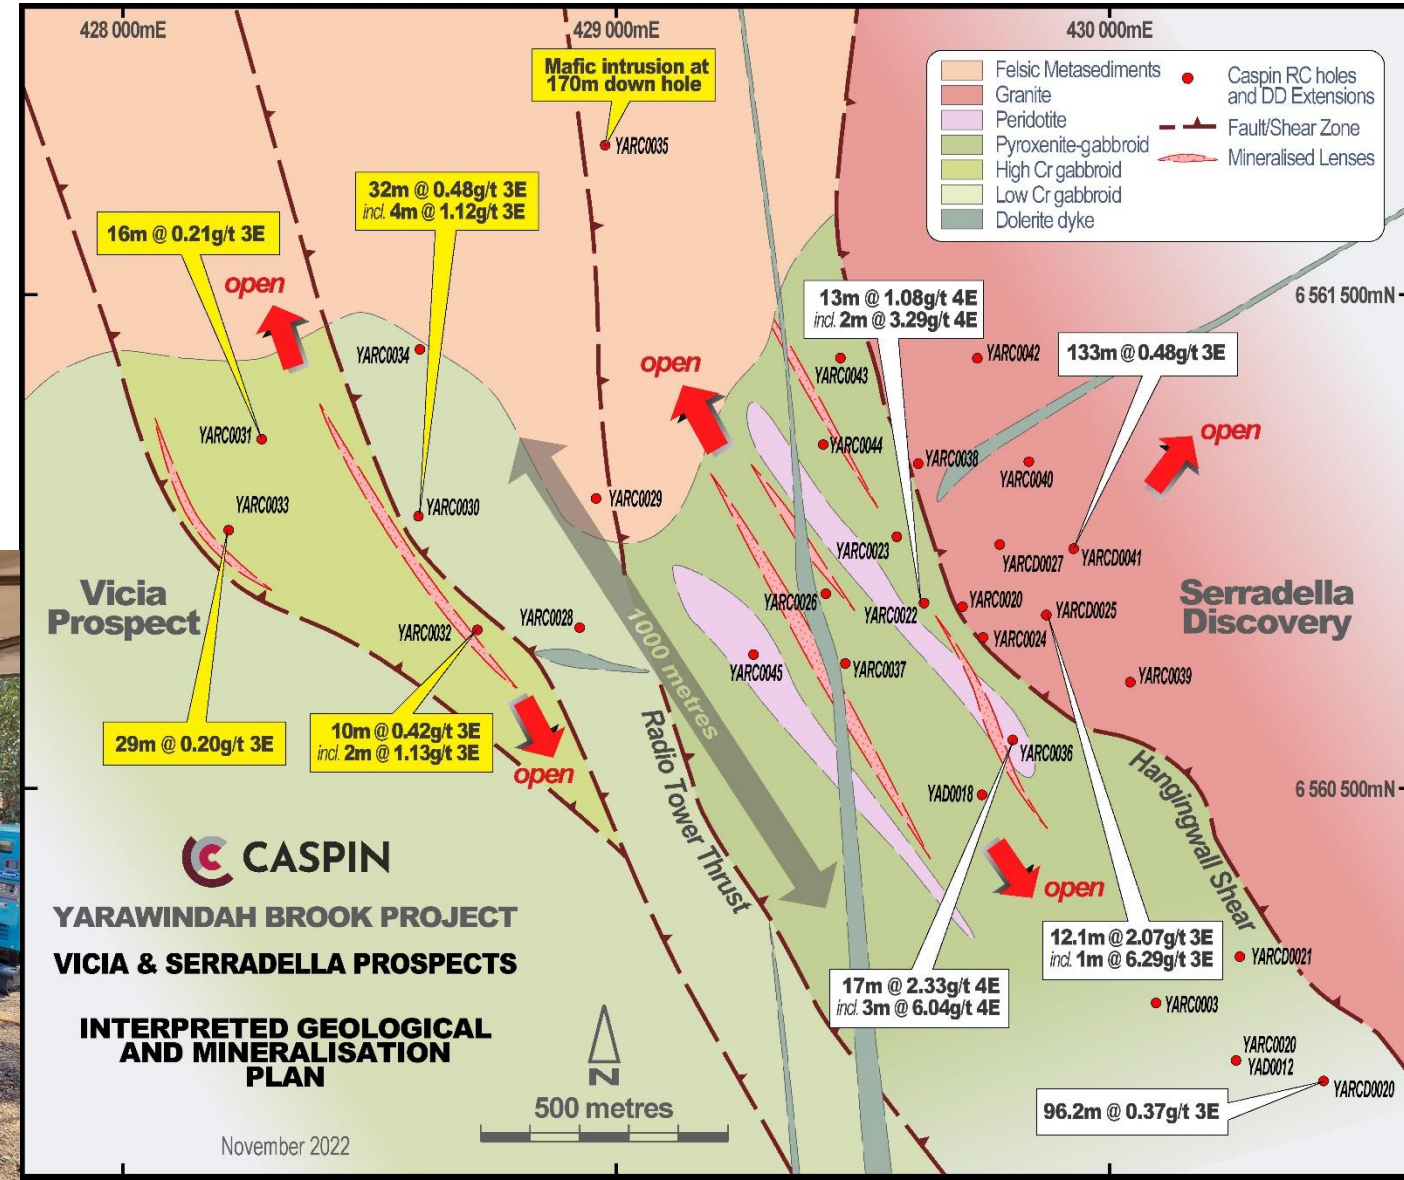 428 000mE
429 000mE
430 000mE
Felsic Metasediments
Granite
Peridotite
Pyroxenite-gabbroid
High Cr gabbroid
Low Cr gabbroid
Dolerite dyke
Caspin RC holes
and DD Extensions
Fault/Shear Zone
Mineralised Lenses
Mafic intrusion at
170m down hole
YARC0035
32m @ 0.48g/t 3E
incl. 4m @ 1.12g/t 3E
16m @ 0.21g/t 3E
open
13m @ 1.08g/t 4E
incl. 2m @ 3.29g/t 4E
6 561 500mN
YARC0034
YARC0042
133m @ 0.48g/t 3E
open
YARC0043
YARC0031
YARC0044
open
YARC0038
YARC0040
YARC0029
YARC0033
YARC0030
YARC0023
YARCD0027
YARCD0041
Vicia
Prospect
YARC0026
YARC0022
YARC0020
YARCD0025
Serradella
Discovery
YARC0032
YARC0028
1000 metres
YARC0024
YARC0045
YARC0037
YARC0039
29m @ 0.20g/t 3E
10m @ 0.42g/t 3E
incl. 2m @ 1.13g/t 3E
open
Radio Tower Thrust
YARC0036
YAD0018
Hangingwall Shear
6 560 500mN
CASPIN
YARAWINDAH BROOK PROJECT
VICIA & SERRADELLA PROSPECTS
INTERPRETED GEOLOGICAL
AND MINERALISATION
PLAN
November 2022
open
12.1m @ 2.07g/t 3E
incl. 1m @ 6.29g/t 3E
17m @ 2.33g/t 4E
incl. 3m @ 6.04g/t 4E
YARCD0021
YARC0003
YARC0020
YAD0012
YARCD0020
96.2m @ 0.37g/t 3E
N
500 metres